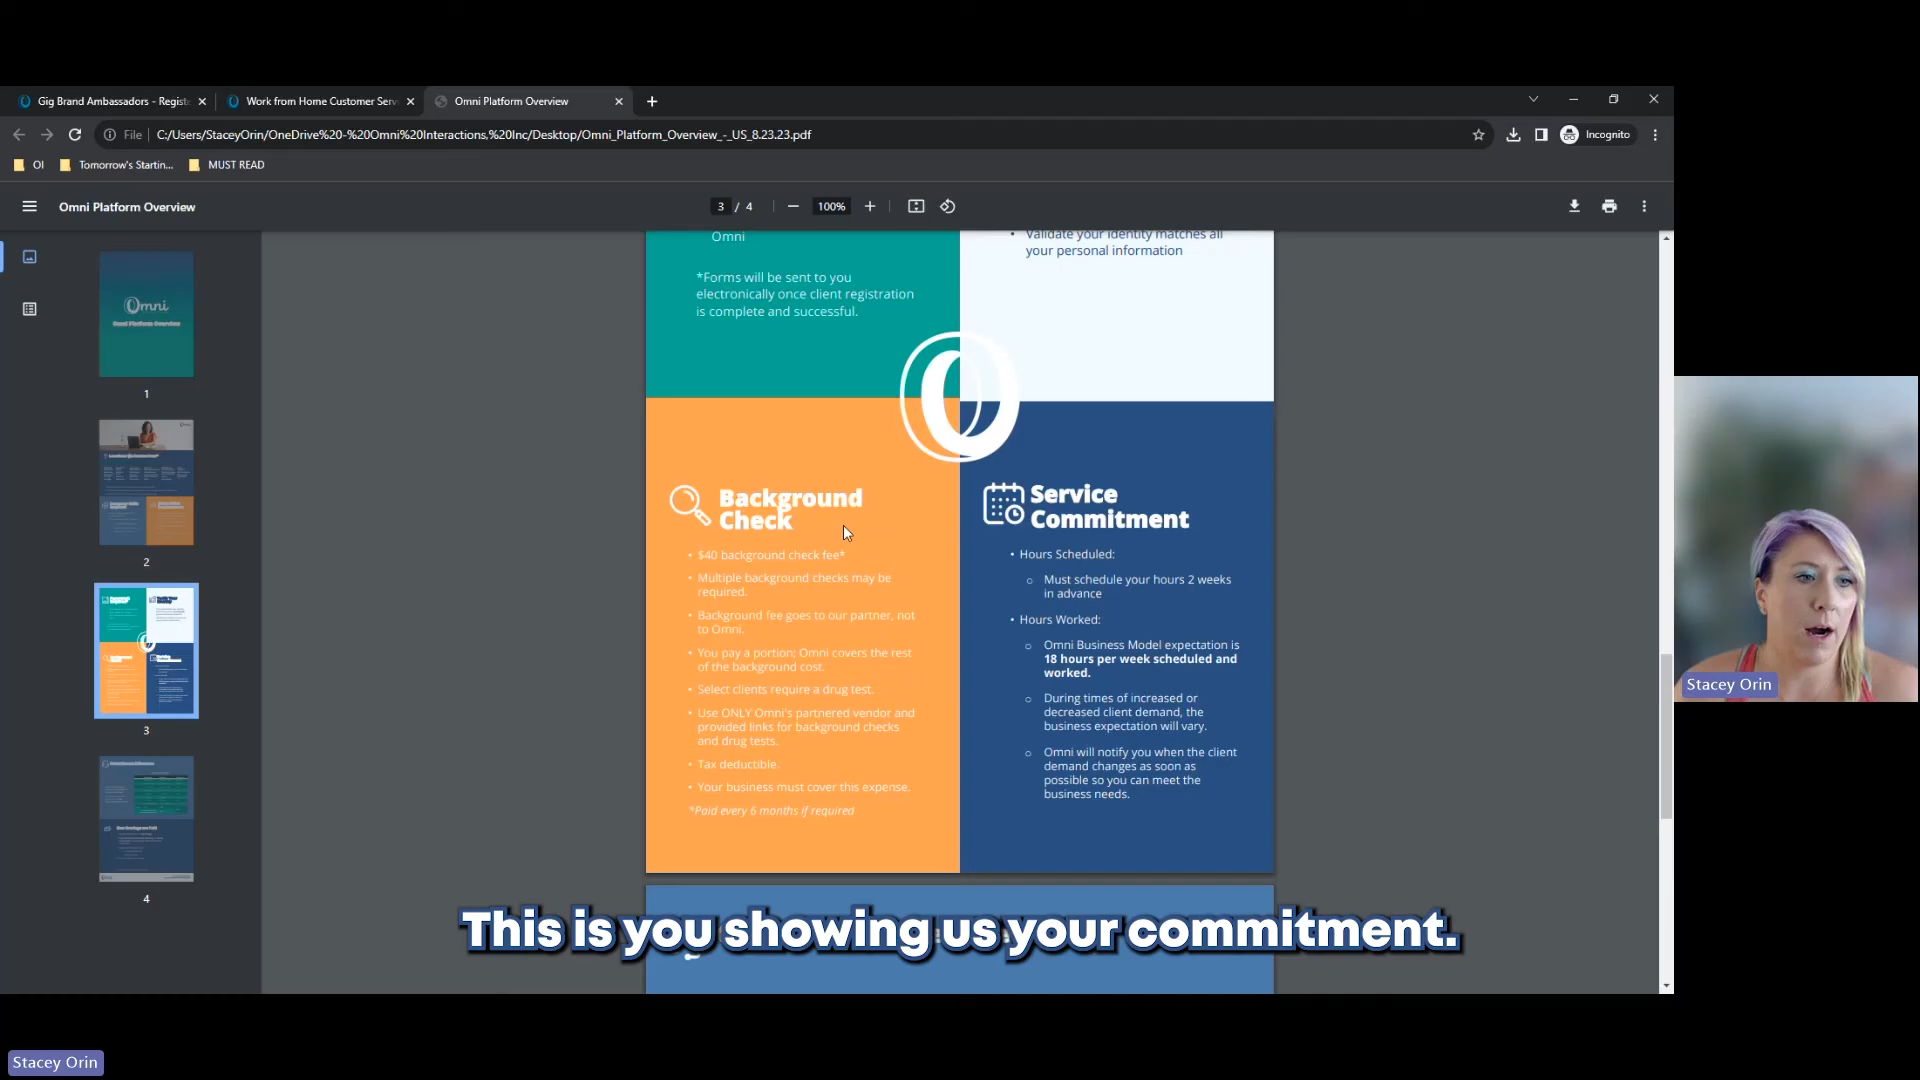 Gig Brand Ambassadors - Registe
Work from Home Customer Serv
Omni Platform Overview
File
C:/Users/StaceyOrin/OneDrive%20-%20Omni%20Interactions,%20Inc/Desktop/Omni_Platform_Overview_-_US_8.23.23.pdf
Incognito
OI
Tomorrow's Startin...
MUST READ
Omni Platform Overview
3 / 4
100%
Omni
Omni Platform Overview
1
2
3
4
Omni
*Forms will be sent to you
electronically once client registration
is complete and successful.
• Validate your identity matches all
your personal information
Background
Check
• $40 background check fee*
• Multiple background checks may be
required.
• Background fee goes to our partner, not
to Omni.
• You pay a portion; Omni covers the rest
of the background cost.
• Select clients require a drug test.
• Use ONLY Omni's partnered vendor and
provided links for background checks
and drug tests.
• Tax deductible.
• Your business must cover this expense.
*Paid every 6 months if required
Service
Commitment
• Hours Scheduled:
o Must schedule your hours 2 weeks
in advance
• Hours Worked:
o Omni Business Model expectation is
18 hours per week scheduled and
worked.
o During times of increased or
decreased client demand, the
business expectation will vary.
o Omni will notify you when the client
demand changes as soon as
possible so you can meet the
business needs.
This is you showing us your commitment.
Stacey Orin
Stacey Orin